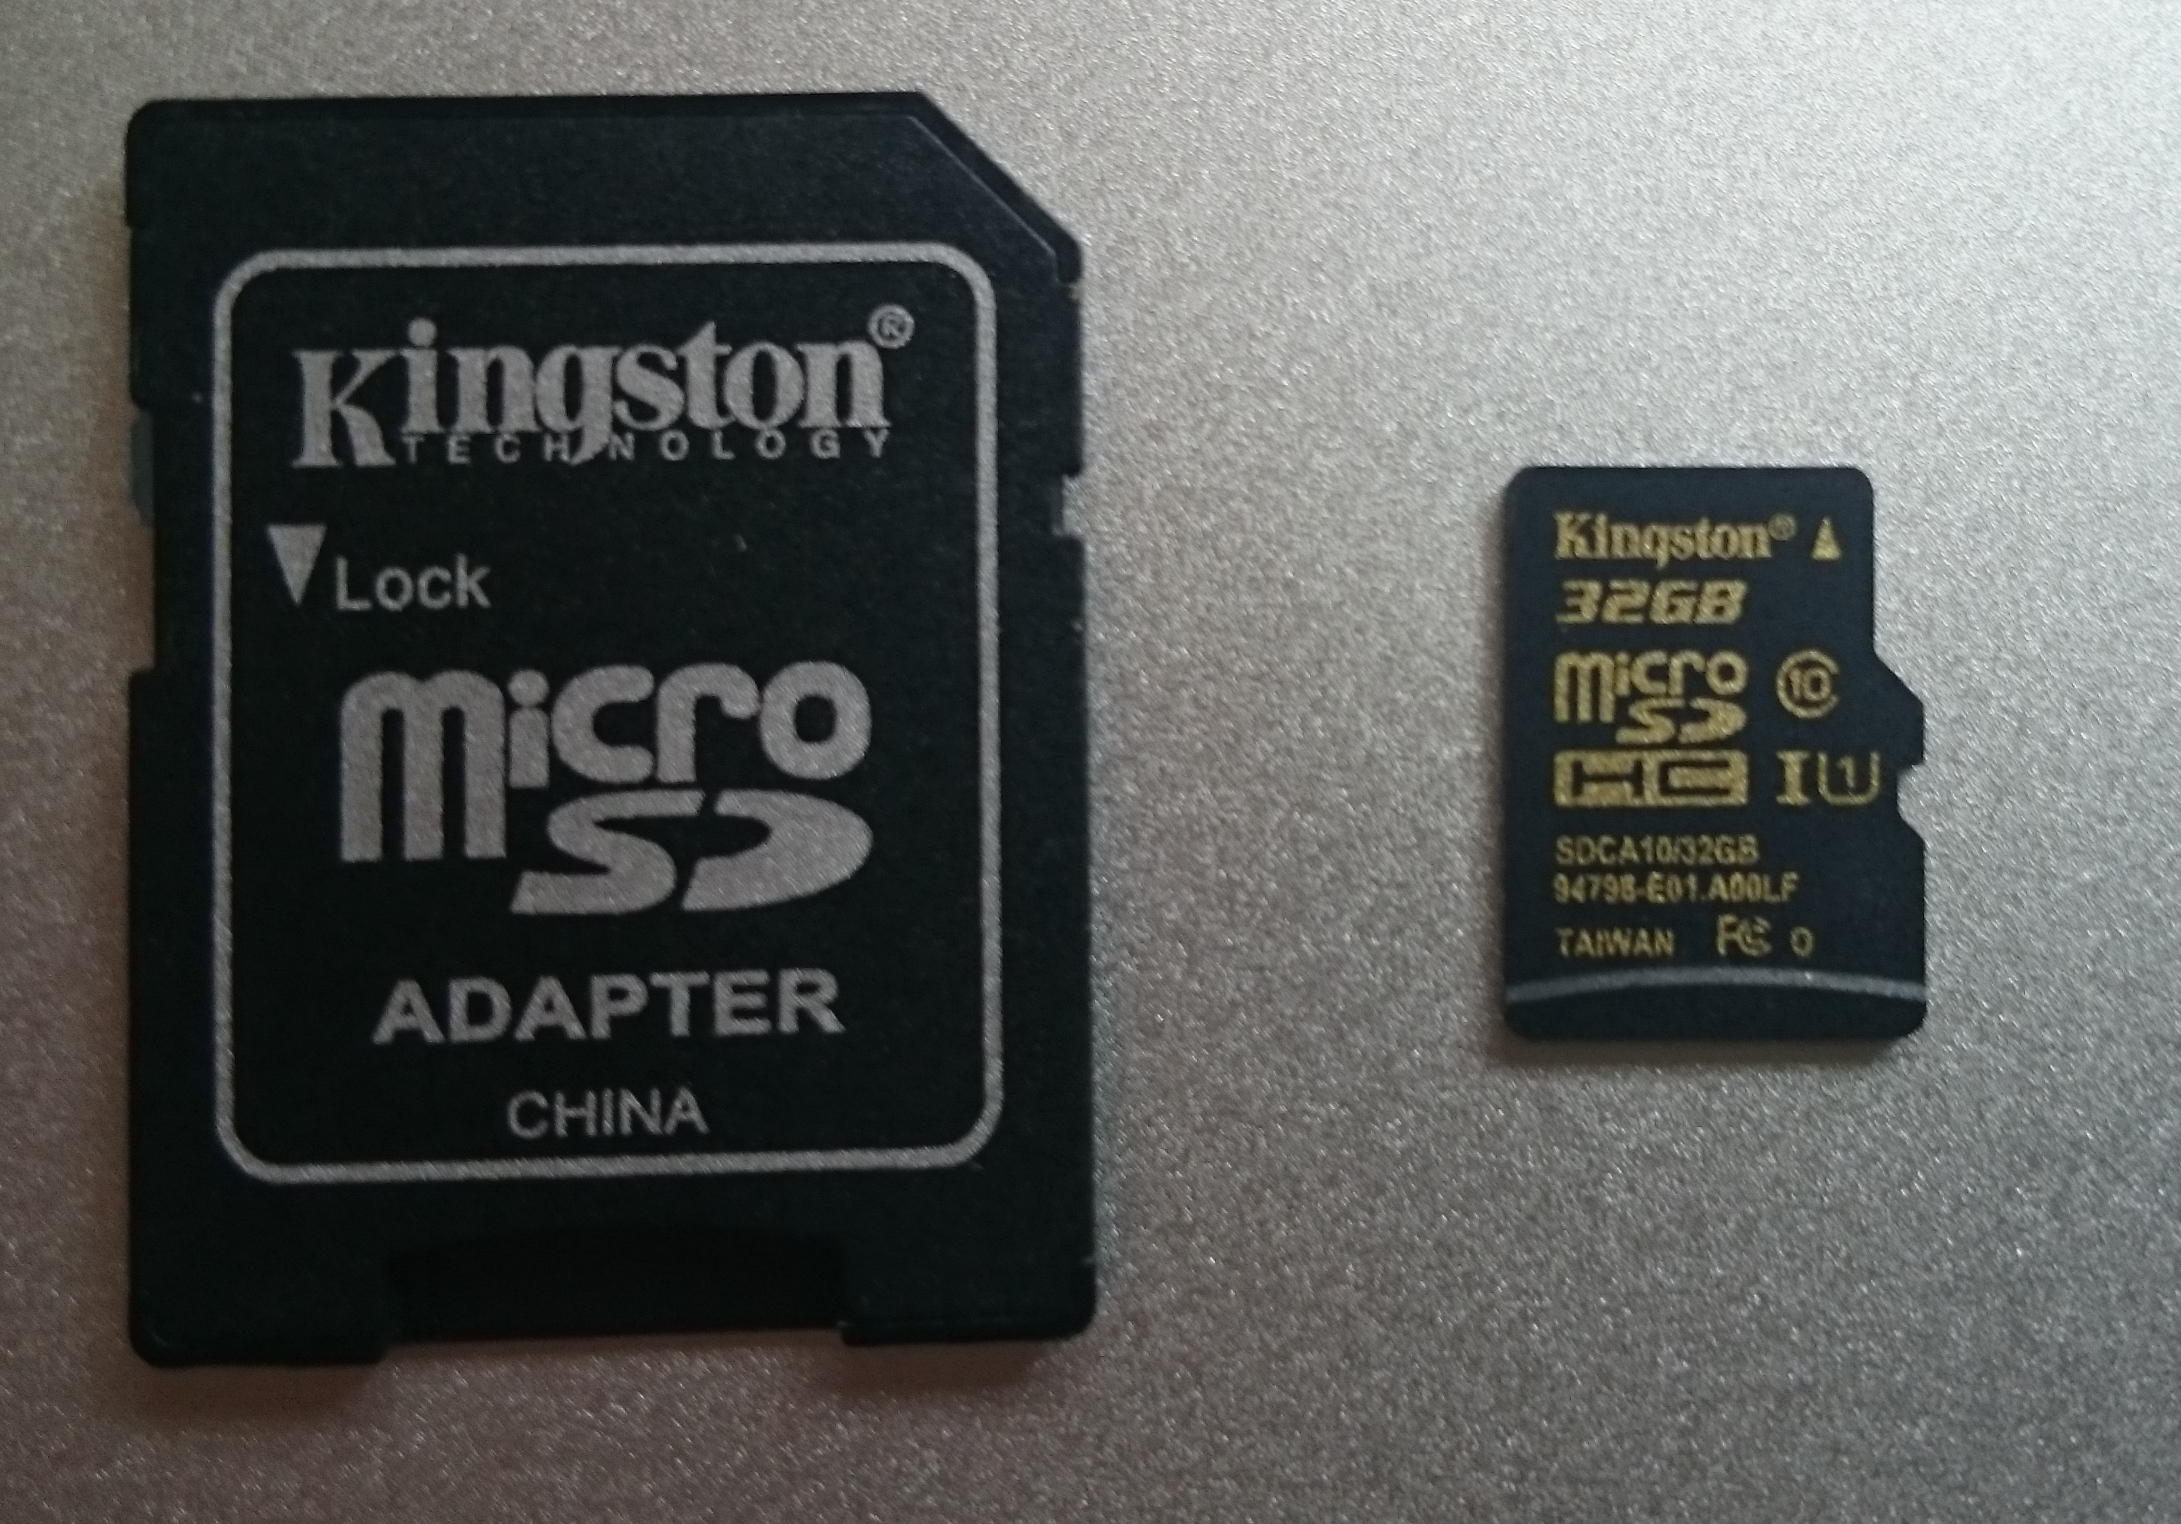 Kingston®
TECHNOLOGY
Lock
micro
SD
ADAPTER
CHINA
Kingston®
32GB
micro
SD
HC
10
I U1
SDCA10/32GB
94798-E01.A00LF
TAIWAN FC O